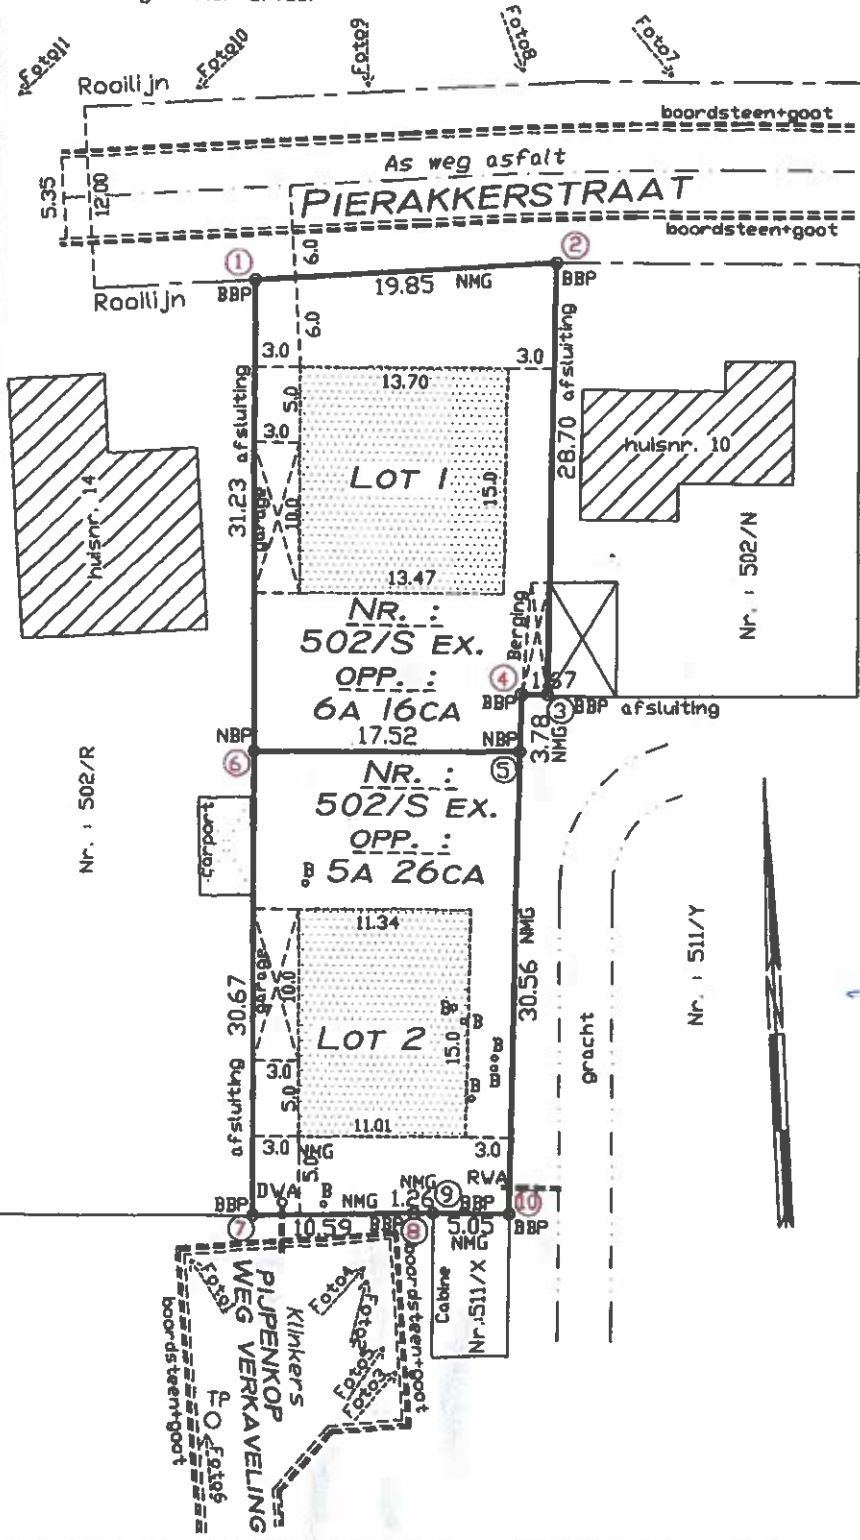 Foto11
Foto10
Foto9
Foto8
Foto7
Rooilijn
boordsteen+goot
As weg asfalt
5.35
12.00
PIERAKKERSTRAAT
boordsteen+goot
6.0
1
2
BBP
19.85 NMG
BBP
Rooilijn
6.0
3.0
3.0
afsluiting
13.70
5.0
afsluiting
3.0
28.70
huisnr. 10
LOT 1
31.23
garage
10.0
15.0
huisnr. 14
13.47
Nr. : 502/N
NR. :
502/S EX.
Berging
OPP. :
4
1.67
6A 16CA
BBP
3
BBP afsluiting
3.78
NMG
NBP
17.52
NBP
6
5
Nr. : 502/R
NR. :
502/S EX.
carport
OPP. :
B
5A 26CA
11.34
NMG
Nr. : 511/Y
garage
10.0
30.56
30.67
B
B
LOT 2
15.0
B
B
B
gracht
3.0
5.0
afsluiting
11.01
3.0
NMG
3.0
5.0
NMG
RWA
DWA
B
BBP
NMG
1.26
9
BBP
10
7
10.59
BBP
8
5.05
BBP
NMG
boordsteen+goot
Cabine
Nr.:511/X
Foto1
Foto4
Klinkers
PIJPENKOP
WEG VERKAVELING
Foto3
boordsteen+goot
TP
Foto6